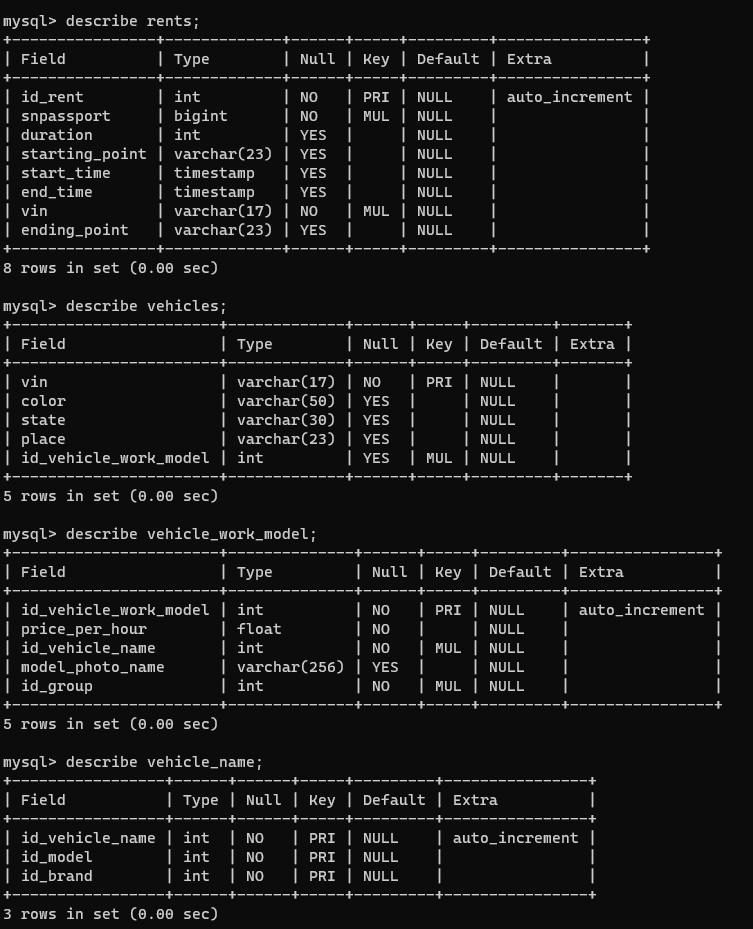 mysql> describe rents;
+----------------+-------------+------+-----+---------+----------------+
| Field          | Type        | Null | Key | Default | Extra          |
+----------------+-------------+------+-----+---------+----------------+
| id_rent        | int         | NO   | PRI | NULL    | auto_increment |
| snpassport     | bigint      | NO   | MUL | NULL    |                |
| duration       | int         | YES  |     | NULL    |                |
| starting_point | varchar(23) | YES  |     | NULL    |                |
| start_time     | timestamp   | YES  |     | NULL    |                |
| end_time       | timestamp   | YES  |     | NULL    |                |
| vin            | varchar(17) | NO   | MUL | NULL    |                |
| ending_point   | varchar(23) | YES  |     | NULL    |                |
+----------------+-------------+------+-----+---------+----------------+
8 rows in set (0.00 sec)
mysql> describe vehicles;
+-----------------------+-------------+------+-----+---------+-------+
| Field                 | Type        | Null | Key | Default | Extra |
+-----------------------+-------------+------+-----+---------+-------+
| vin                   | varchar(17) | NO   | PRI | NULL    |       |
| color                 | varchar(50) | YES  |     | NULL    |       |
| state                 | varchar(30) | YES  |     | NULL    |       |
| place                 | varchar(23) | YES  |     | NULL    |       |
| id_vehicle_work_model | int         | YES  | MUL | NULL    |       |
+-----------------------+-------------+------+-----+---------+-------+
5 rows in set (0.00 sec)
mysql> describe vehicle_work_model;
+-----------------------+--------------+------+-----+---------+----------------+
| Field                 | Type         | Null | Key | Default | Extra          |
+-----------------------+--------------+------+-----+---------+----------------+
| id_vehicle_work_model | int          | NO   | PRI | NULL    | auto_increment |
| price_per_hour        | float        | NO   |     | NULL    |                |
| id_vehicle_name       | int          | NO   | MUL | NULL    |                |
| model_photo_name      | varchar(256) | YES  |     | NULL    |                |
| id_group              | int          | NO   | MUL | NULL    |                |
+-----------------------+--------------+------+-----+---------+----------------+
5 rows in set (0.00 sec)
mysql> describe vehicle_name;
+-----------------+------+------+-----+---------+----------------+
| Field           | Type | Null | Key | Default | Extra          |
+-----------------+------+------+-----+---------+----------------+
| id_vehicle_name | int  | NO   | PRI | NULL    | auto_increment |
| id_model        | int  | NO   | PRI | NULL    |                |
| id_brand        | int  | NO   | PRI | NULL    |                |
+-----------------+------+------+-----+---------+----------------+
3 rows in set (0.00 sec)